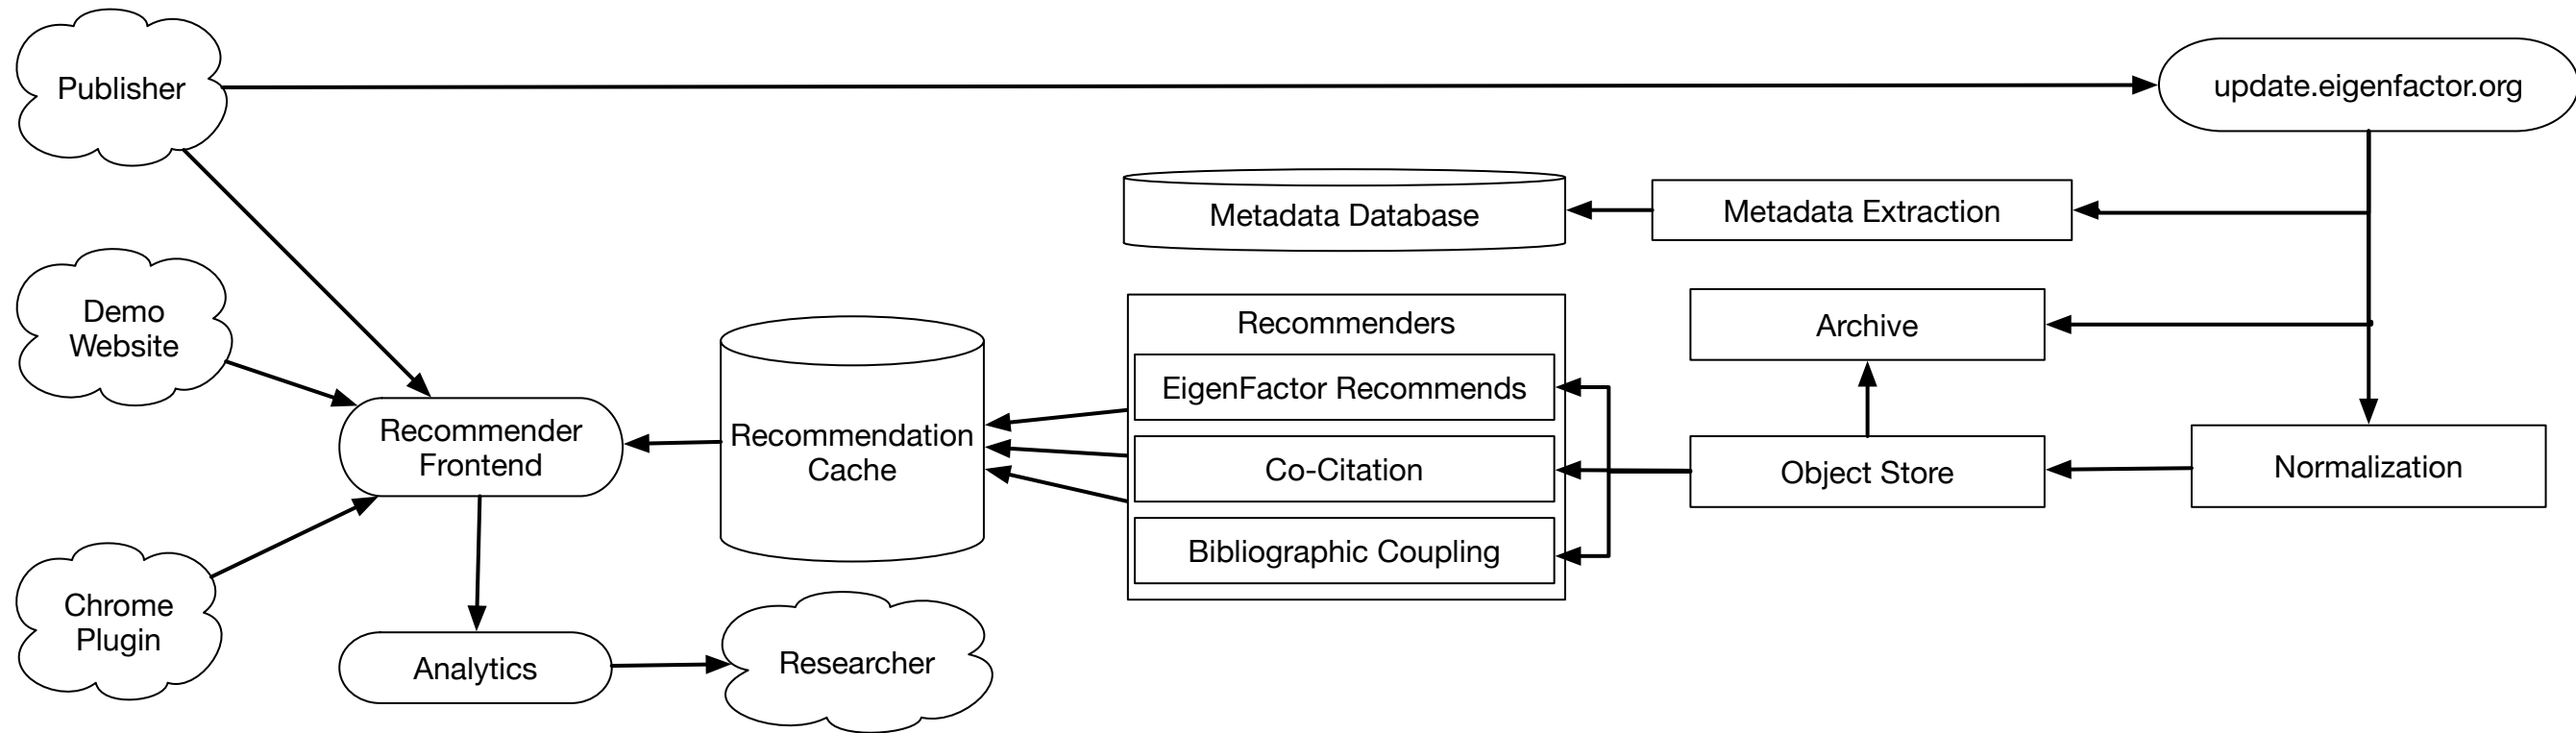 Publisher
update.eigenfactor.org
Metadata Database
Metadata Extraction
Demo
Website
Recommenders
Archive
EigenFactor Recommends
Recommender
Frontend
Recommendation
Cache
Co-Citation
Object Store
Normalization
Bibliographic Coupling
Chrome
Plugin
Analytics
Researcher